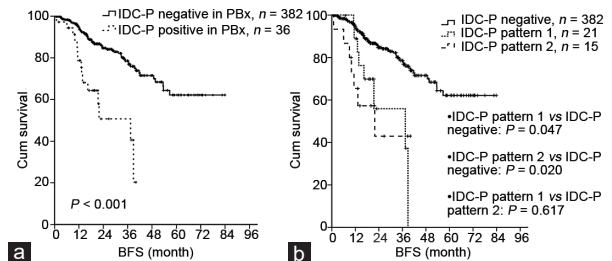 IDC-P negative in PBx, n = 382
IDC-P positive in PBx, n = 36
Cum survival
100
80
60
40
20
0
P < 0.001
0 12 24 36 48 60 72 84 96
BFS (month)
a
IDC-P negative, n = 382
IDC-P pattern 1, n = 21
IDC-P pattern 2, n = 15
Cum survival
100
80
60
40
20
0
•IDC-P pattern 1 vs IDC-P
negative: P = 0.047
•IDC-P pattern 2 vs IDC-P
negative: P = 0.020
•IDC-P pattern 1 vs IDC-P
pattern 2: P = 0.617
0 12 24 36 48 60 72 84 96
BFS (month)
b